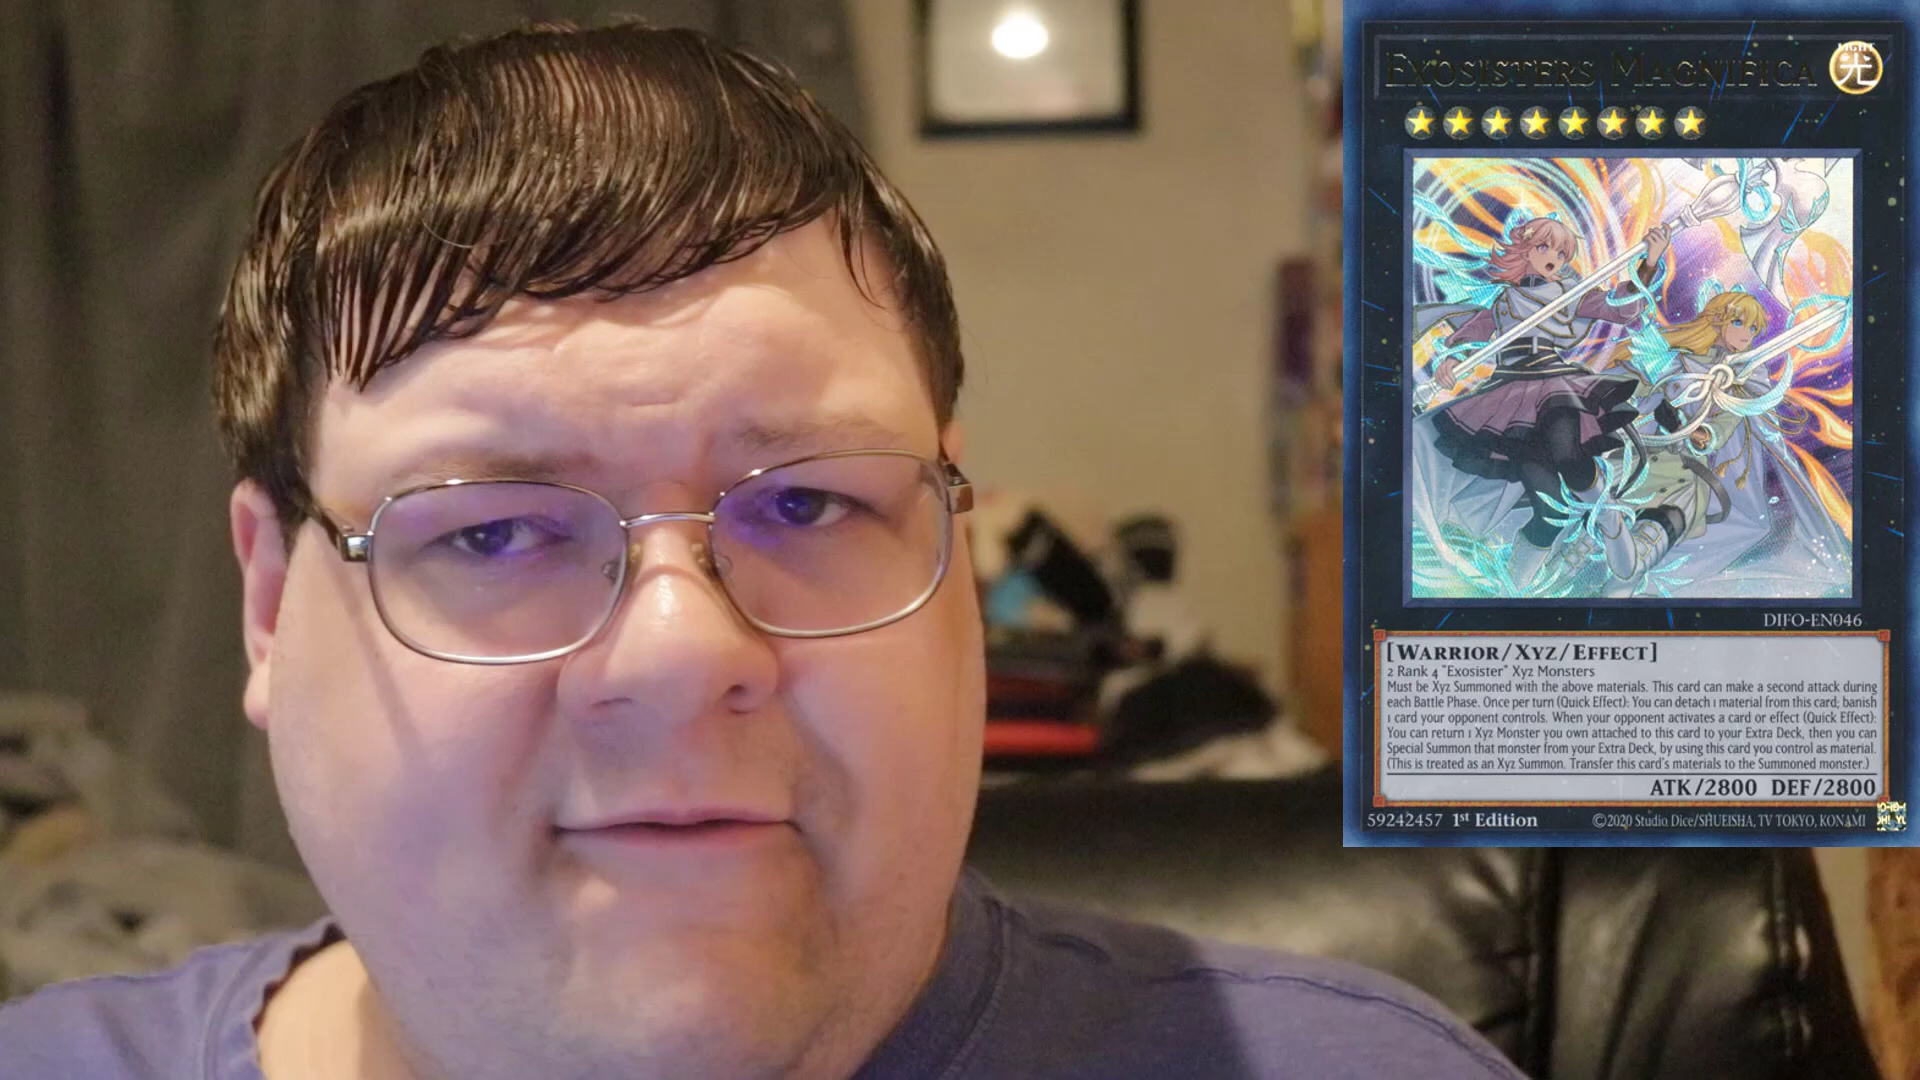 Exosisters Magnifica
LIGHT
光
DIFO-EN046
[Warrior/Xyz/Effect]
2 Rank 4 "Exosister" Xyz Monsters
Must be Xyz Summoned with the above materials. This card can make a second attack during
each Battle Phase. Once per turn (Quick Effect): You can detach 1 material from this card; banish
1 card your opponent controls. When your opponent activates a card or effect (Quick Effect):
You can return 1 Xyz Monster you own attached to this card to your Extra Deck, then you can
Special Summon that monster from your Extra Deck, by using this card you control as material.
(This is treated as an Xyz Summon. Transfer this card's materials to the Summoned monster.)
ATK/2800 DEF/2800
59242457 1st Edition
©2020 Studio Dice/SHUEISHA, TV TOKYO, KONAMI